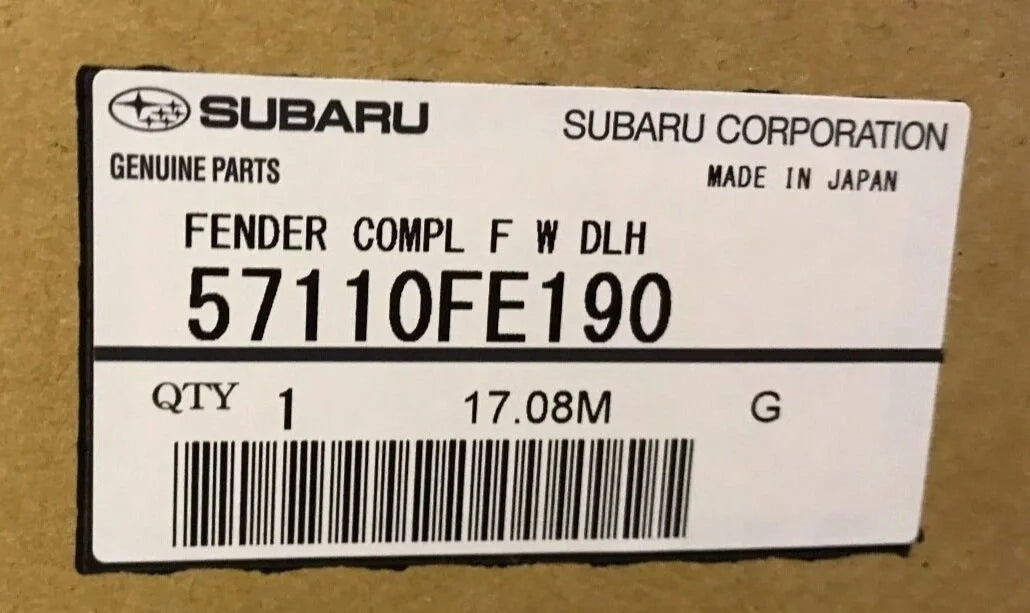 SUBARU
SUBARU CORPORATION
GENUINE PARTS
MADE IN JAPAN
FENDER COMPL F W DLH
57110FE190
QTY 1 17.08M G